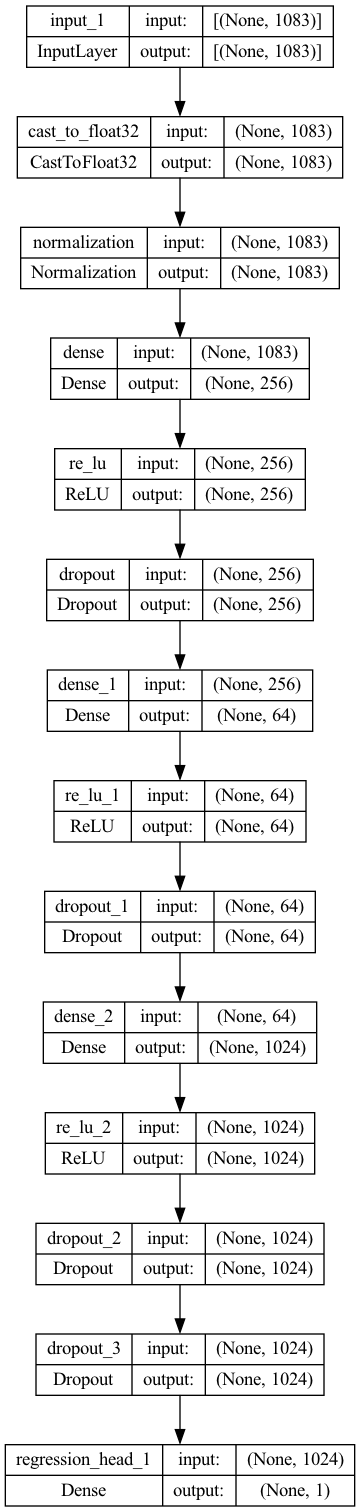 input_1 input: [(None, 1083)]
InputLayer output: [(None, 1083)]
cast_to_float32 input: (None, 1083)
CastToFloat32 output: (None, 1083)
normalization input: (None, 1083)
Normalization output: (None, 1083)
dense input: (None, 1083)
Dense output: (None, 256)
re_lu input: (None, 256)
ReLU output: (None, 256)
dropout input: (None, 256)
Dropout output: (None, 256)
dense_1 input: (None, 256)
Dense output: (None, 64)
re_lu_1 input: (None, 64)
ReLU output: (None, 64)
dropout_1 input: (None, 64)
Dropout output: (None, 64)
dense_2 input: (None, 64)
Dense output: (None, 1024)
re_lu_2 input: (None, 1024)
ReLU output: (None, 1024)
dropout_2 input: (None, 1024)
Dropout output: (None, 1024)
dropout_3 input: (None, 1024)
Dropout output: (None, 1024)
regression_head_1 input: (None, 1024)
Dense output: (None, 1)